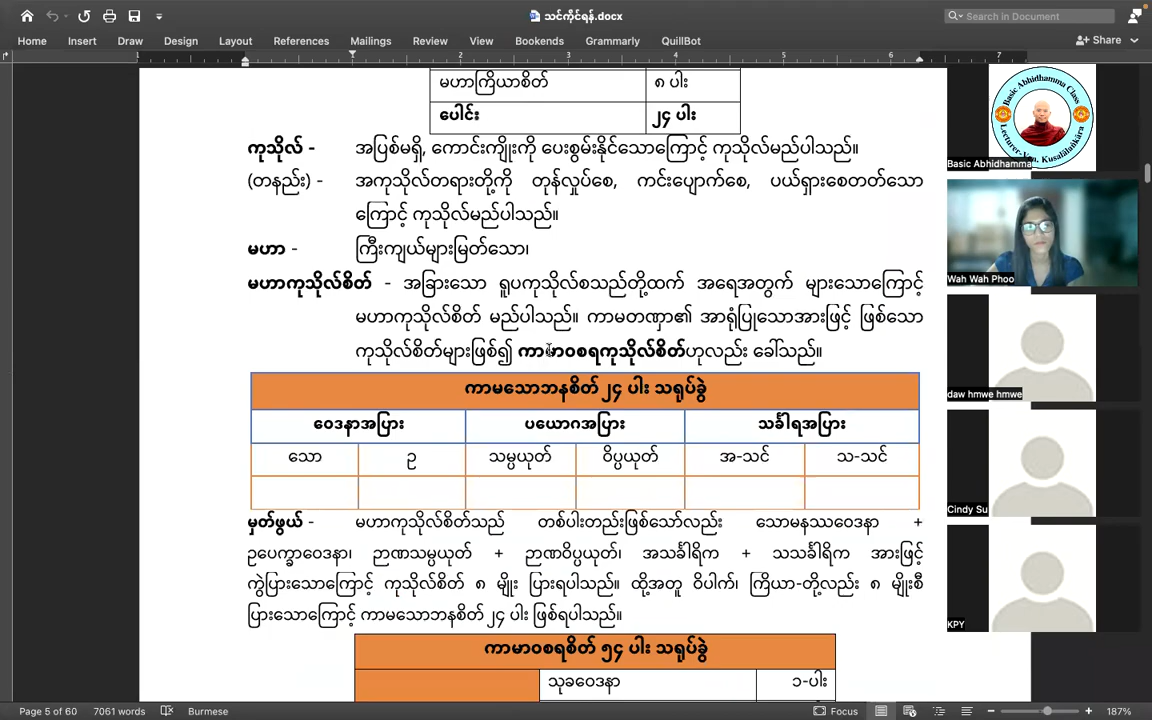 သင်ကိုင်ရန်.docx
Search in Document
Home Insert Draw Design Layout References Mailings Review View Bookends Grammarly QuillBot
Share
1 1 2 3 4 5 6 7
မဟာကြိယာစိတ် ၈ ပါး
ပေါင်း ၂၄ ပါး
ကုသိုလ် - အပြစ်မရှိ, ကောင်းကျိုးကို ပေးစွမ်းနိုင်သောကြောင့် ကုသိုလ်မည်ပါသည်။
(တနည်း) - အကုသိုလ်တရားတို့ကို တုန်လှုပ်စေ, ကင်းပျောက်စေ, ပယ်ရှားစေတတ်သော
ကြောင့် ကုသိုလ်မည်ပါသည်။
မဟာ - ကြီးကျယ်များမြတ်သော၊
မဟာကုသိုလ်စိတ် - အခြားသော ရူပကုသိုလ်စသည်တို့ထက် အရေအတွက် များသောကြောင့်
မဟာကုသိုလ်စိတ် မည်ပါသည်။ ကာမတဏှာ၏ အာရုံပြုသောအားဖြင့် ဖြစ်သော
ကုသိုလ်စိတ်များဖြစ်၍ ကာမာဝစရကုသိုလ်စိတ်ဟုလည်း ခေါ်သည်။
ကာမသောဘနစိတ် ၂၄ ပါး သရုပ်ခွဲ
ဝေဒနာအပြား ပယောဂအပြား သင်္ခါရအပြား
သော ဥ သမ္ပယုတ် ဝိပ္ပယုတ် အ-သင် သ-သင်
မှတ်ဖွယ် - မဟာကုသိုလ်စိတ်သည် တစ်ပါးတည်းဖြစ်သော်လည်း သောမနဿဝေဒနာ +
ဥပေက္ခာဝေဒနာ၊ ဉာဏသမ္ပယုတ် + ဉာဏဝိပ္ပယုတ်၊ အသင်္ခါရိက + သသင်္ခါရိက အားဖြင့်
ကွဲပြားသောကြောင့် ကုသိုလ်စိတ် ၈ မျိုး ပြားရပါသည်။ ထို့အတူ ဝိပါက်၊ ကြိယာ-တို့လည်း ၈ မျိုးစီ
ပြားသောကြောင့် ကာမသောဘနစိတ် ၂၄ ပါး ဖြစ်ရပါသည်။
ကာမာဝစရစိတ် ၅၄ ပါး သရုပ်ခွဲ
သုခဝေဒနာ ၁-ပါး
Basic Abhidhamma Class
Lecturer-Ven. Kusalālaṅkāra
Basic Abhidhamma
Wah Wah Phoo
daw hmwe hmwe
Cindy Su
KPY
Page 5 of 60 7061 words Burmese Focus 187%